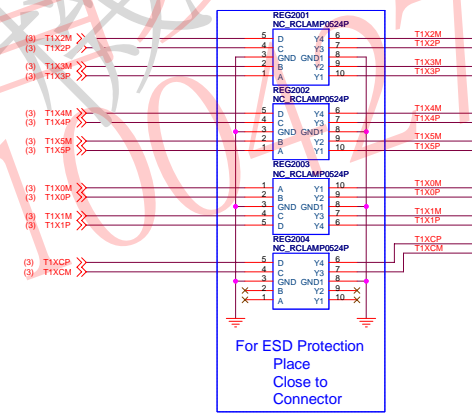 REG2001
NC_RCLAMP0524P
(3) T1X2M 5 D Y4 6 T1X2M
(3) T1X2P 4 C Y3 7 T1X2P
3 GND GND1 8
(3) T1X3M 2 B Y2 9 T1X3M
(3) T1X3P 1 A Y1 10 T1X3P
REG2002
NC_RCLAMP0524P
(3) T1X4M 5 D Y4 6 T1X4M
(3) T1X4P 4 C Y3 7 T1X4P
3 GND GND1 8
(3) T1X5M 2 B Y2 9 T1X5M
(3) T1X5P 1 A Y1 10 T1X5P
REG2003
NC_RCLAMP0524P
(3) T1X0M 1 A Y1 10 T1X0M
(3) T1X0P 2 B Y2 9 T1X0P
3 GND GND1 8
(3) T1X1M 4 C Y3 7 T1X1M
(3) T1X1P 5 D Y4 6 T1X1P
REG2004
NC_RCLAMP0524P
(3) T1XCP 5 D Y4 6 T1XCP
(3) T1XCM 4 C Y3 7 T1XCM
3 GND GND1 8
2 B Y2 9
1 A Y1 10
For ESD Protection
Place
Close to
Connector